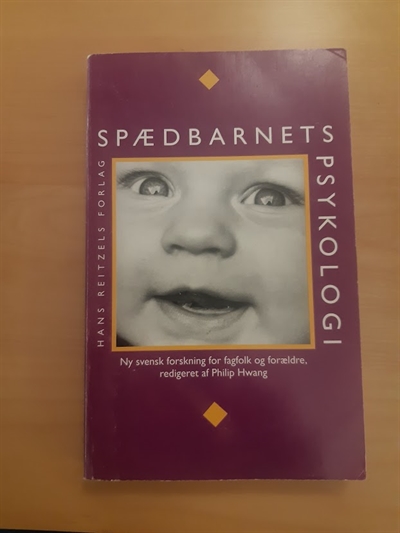 SPÆDBARNETS
PSYKOLOGI
HANS REITZELS FORLAG
Ny svensk forskning for fagfolk og forældre,
redigeret af Philip Hwang